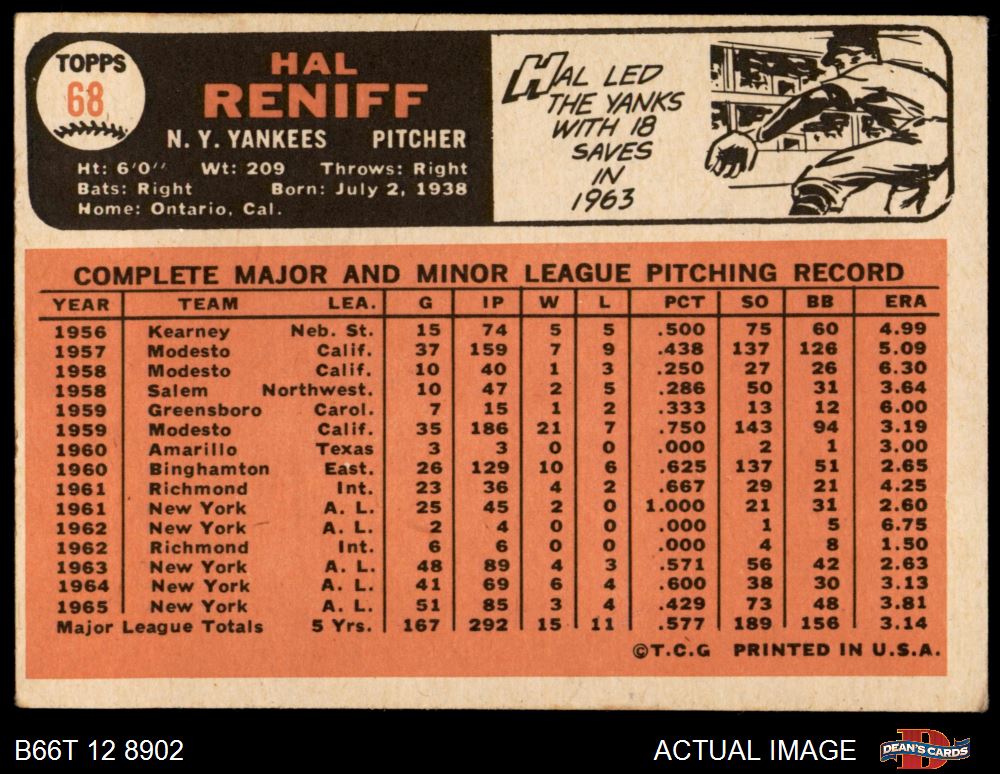 TOPPS
68
HAL
RENIFF
N. Y. YANKEES PITCHER
Ht: 6'0'' Wt: 209 Throws: Right
Bats: Right Born: July 2, 1938
Home: Ontario, Cal.
HAL LED
THE YANKS
WITH 18
SAVES
IN
1963
COMPLETE MAJOR AND MINOR LEAGUE PITCHING RECORD
YEAR TEAM LEA. G IP W L PCT SO BB ERA
1956 Kearney Neb. St. 15 74 5 5 .500 75 60 4.99
1957 Modesto Calif. 37 159 7 9 .438 137 126 5.09
1958 Modesto Calif. 10 40 1 3 .250 27 26 6.30
1958 Salem Northwest. 10 47 2 5 .286 50 31 3.64
1959 Greensboro Carol. 7 15 1 2 .333 13 12 6.00
1959 Modesto Calif. 35 186 21 7 .750 143 94 3.19
1960 Amarillo Texas 3 3 0 0 .000 2 1 3.00
1960 Binghamton East. 26 129 10 6 .625 137 51 2.65
1961 Richmond Int. 23 36 4 2 .667 29 21 4.25
1961 New York A. L. 25 45 2 0 1.000 21 31 2.60
1962 New York A. L. 2 4 0 0 .000 1 5 6.75
1962 Richmond Int. 6 6 0 0 .000 4 8 1.50
1963 New York A. L. 48 89 4 3 .571 56 42 2.63
1964 New York A. L. 41 69 6 4 .600 38 30 3.13
1965 New York A. L. 51 85 3 4 .429 73 48 3.81
Major League Totals 5 Yrs. 167 292 15 11 .577 189 156 3.14
©T.C.G PRINTED IN U.S.A.
B66T 12 8902 ACTUAL IMAGE DEAN'S CARDS